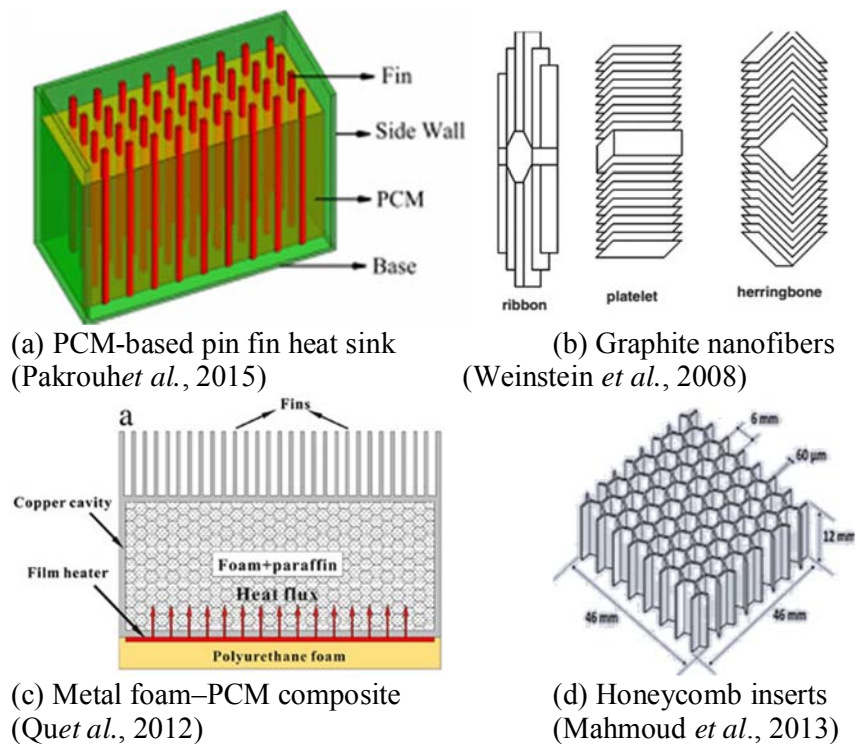 Fin
Side Wall
PCM
Base
ribbon
platelet
herringbone
(a) PCM-based pin fin heat sink
(Pakrouhet al., 2015)
(b) Graphite nanofibers
(Weinstein et al., 2008)
a
Fins
Copper cavity
Film heater
Foam+paraffin
Heat flux
Polyurethane foam
6 mm
60 μm
12 mm
46 mm
46 mm
(c) Metal foam–PCM composite
(Quet al., 2012)
(d) Honeycomb inserts
(Mahmoud et al., 2013)